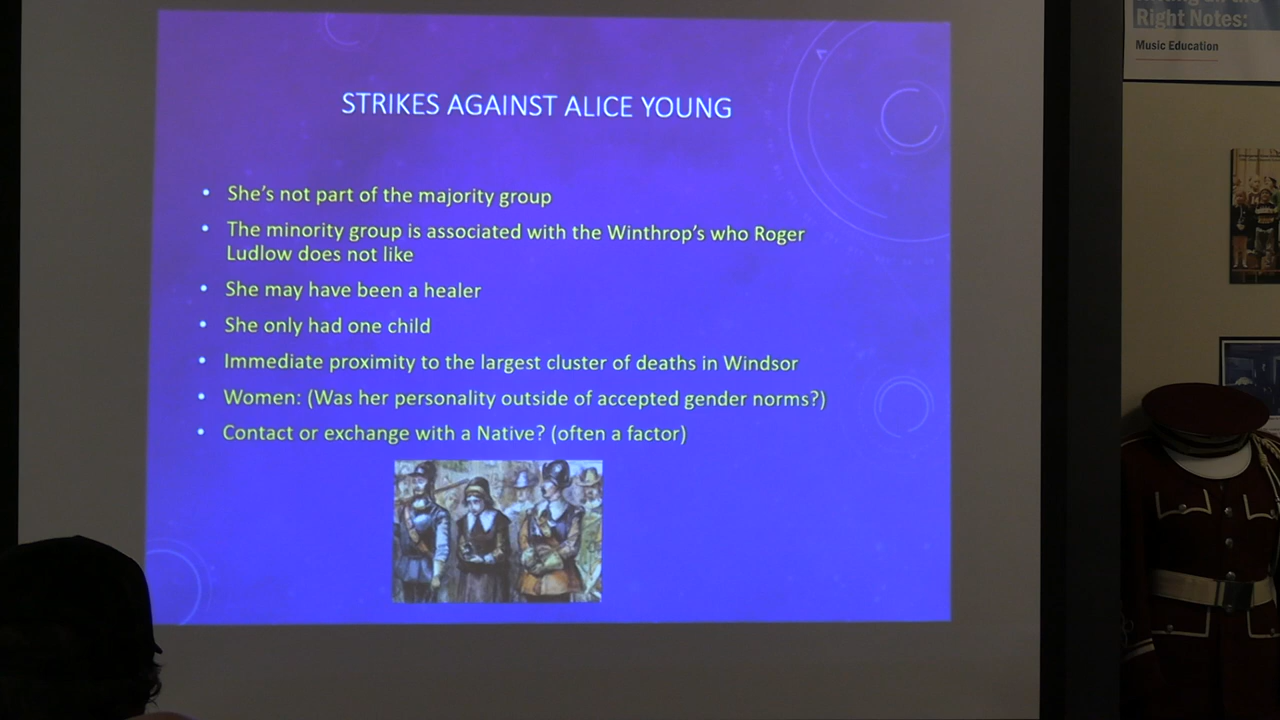 STRIKES AGAINST ALICE YOUNG
• She's not part of the majority group
• The minority group is associated with the Winthrop's who Roger
Ludlow does not like
• She may have been a healer
• She only had one child
• Immediate proximity to the largest cluster of deaths in Windsor
• Women: (Was her personality outside of accepted gender norms?)
• Contact or exchange with a Native? (often a factor)
the
Right Notes:
Music Education